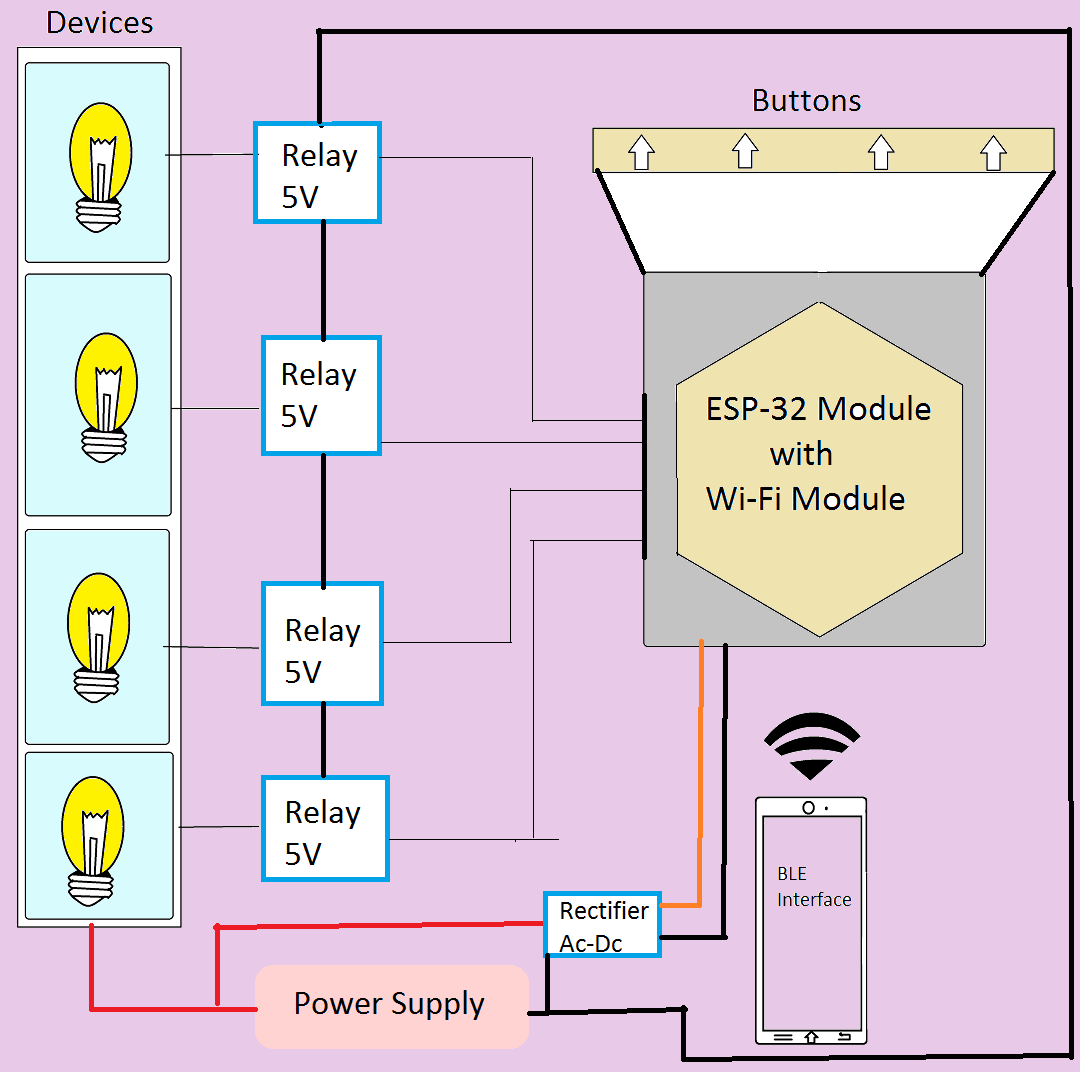 Devices
Buttons
Relay
5V
Relay
5V
ESP-32 Module
with
Wi-Fi Module
Relay
5V
Relay
5V
BLE
Interface
Rectifier
Ac-Dc
Power Supply